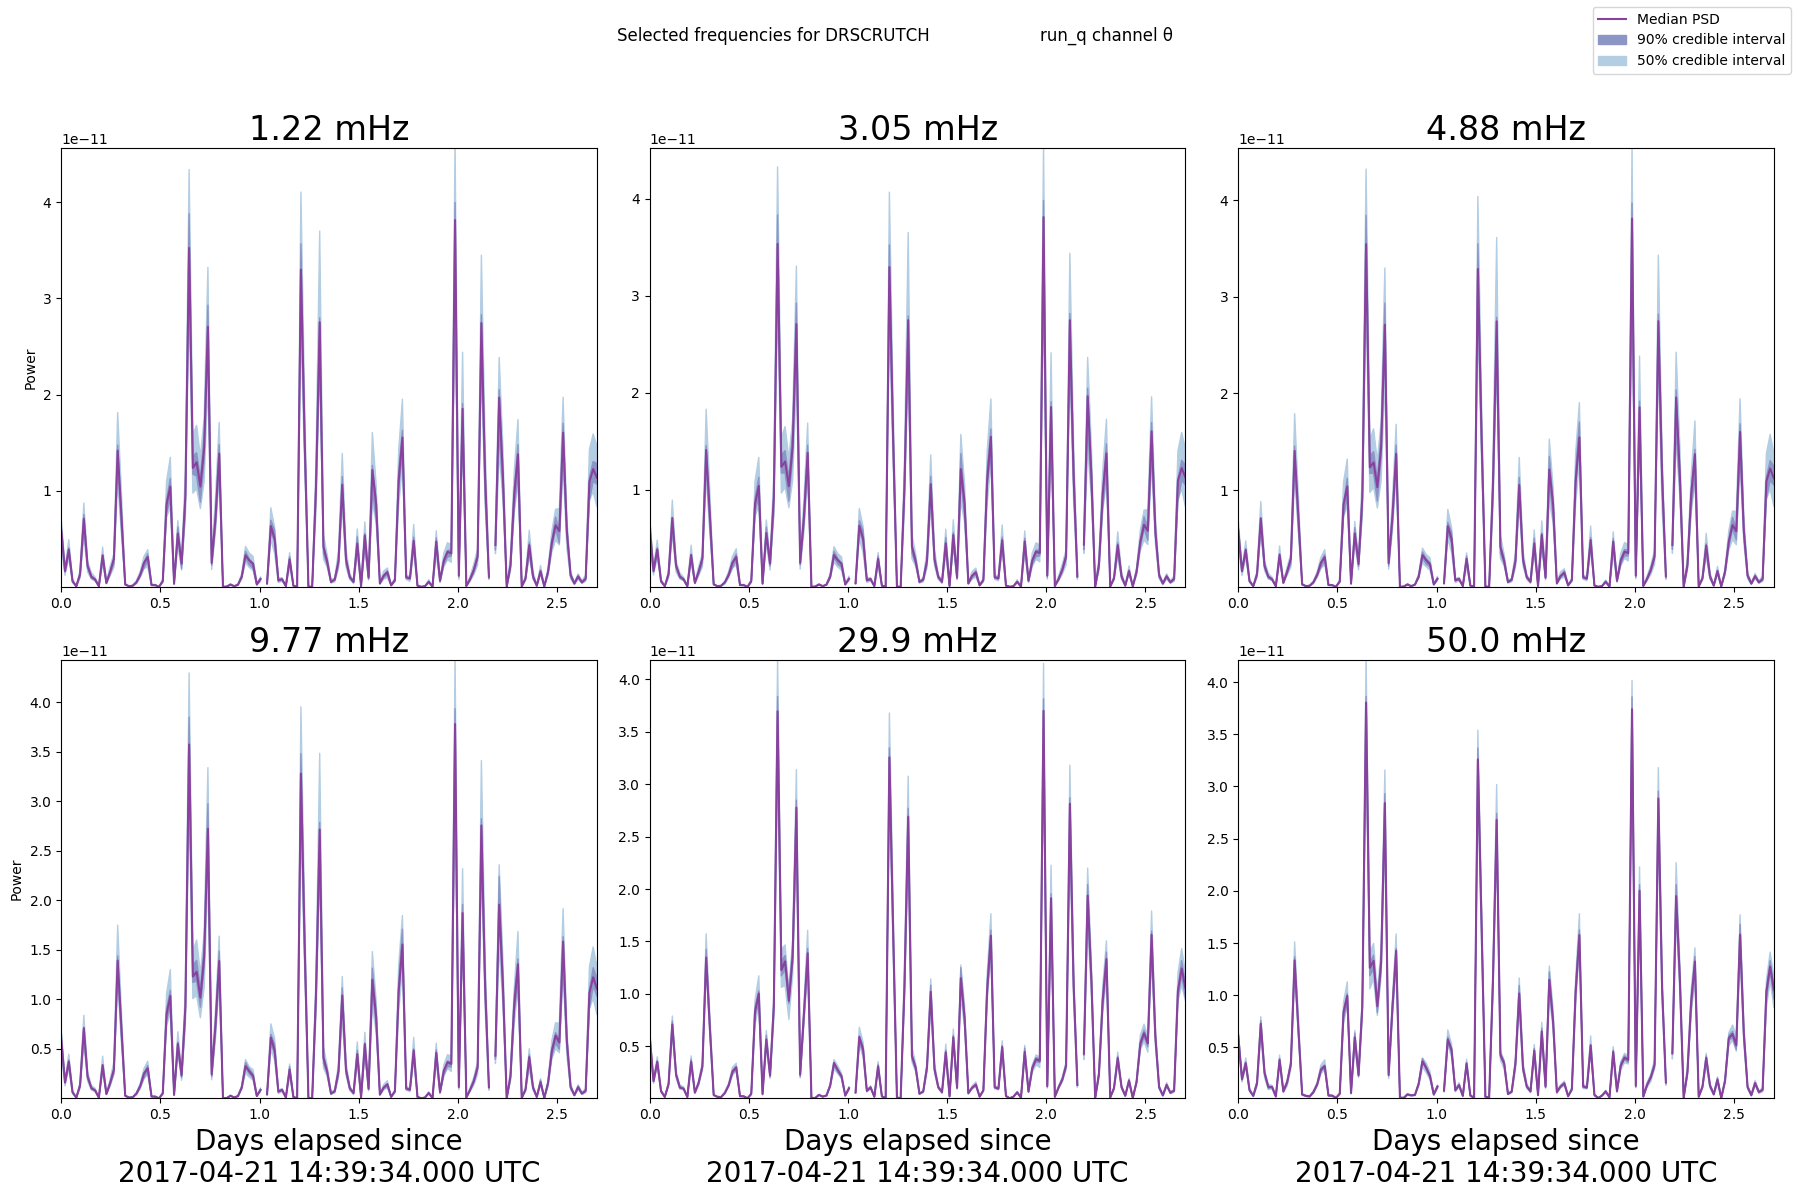 Selected frequencies for DRSCRUTCH run_q channel θ
Median PSD
90% credible interval
50% credible interval
1.22 mHz
3.05 mHz
4.88 mHz
1e−11
1e−11
1e−11
Power
4
3
2
1
4
3
2
1
4
3
2
1
0.0 0.5 1.0 1.5 2.0 2.5
0.0 0.5 1.0 1.5 2.0 2.5
0.0 0.5 1.0 1.5 2.0 2.5
9.77 mHz
29.9 mHz
50.0 mHz
1e−11
1e−11
1e−11
Power
4.0
3.5
3.0
2.5
2.0
1.5
1.0
0.5
4.0
3.5
3.0
2.5
2.0
1.5
1.0
0.5
4.0
3.5
3.0
2.5
2.0
1.5
1.0
0.5
0.0 0.5 1.0 1.5 2.0 2.5
0.0 0.5 1.0 1.5 2.0 2.5
0.0 0.5 1.0 1.5 2.0 2.5
Days elapsed since
2017-04-21 14:39:34.000 UTC
Days elapsed since
2017-04-21 14:39:34.000 UTC
Days elapsed since
2017-04-21 14:39:34.000 UTC